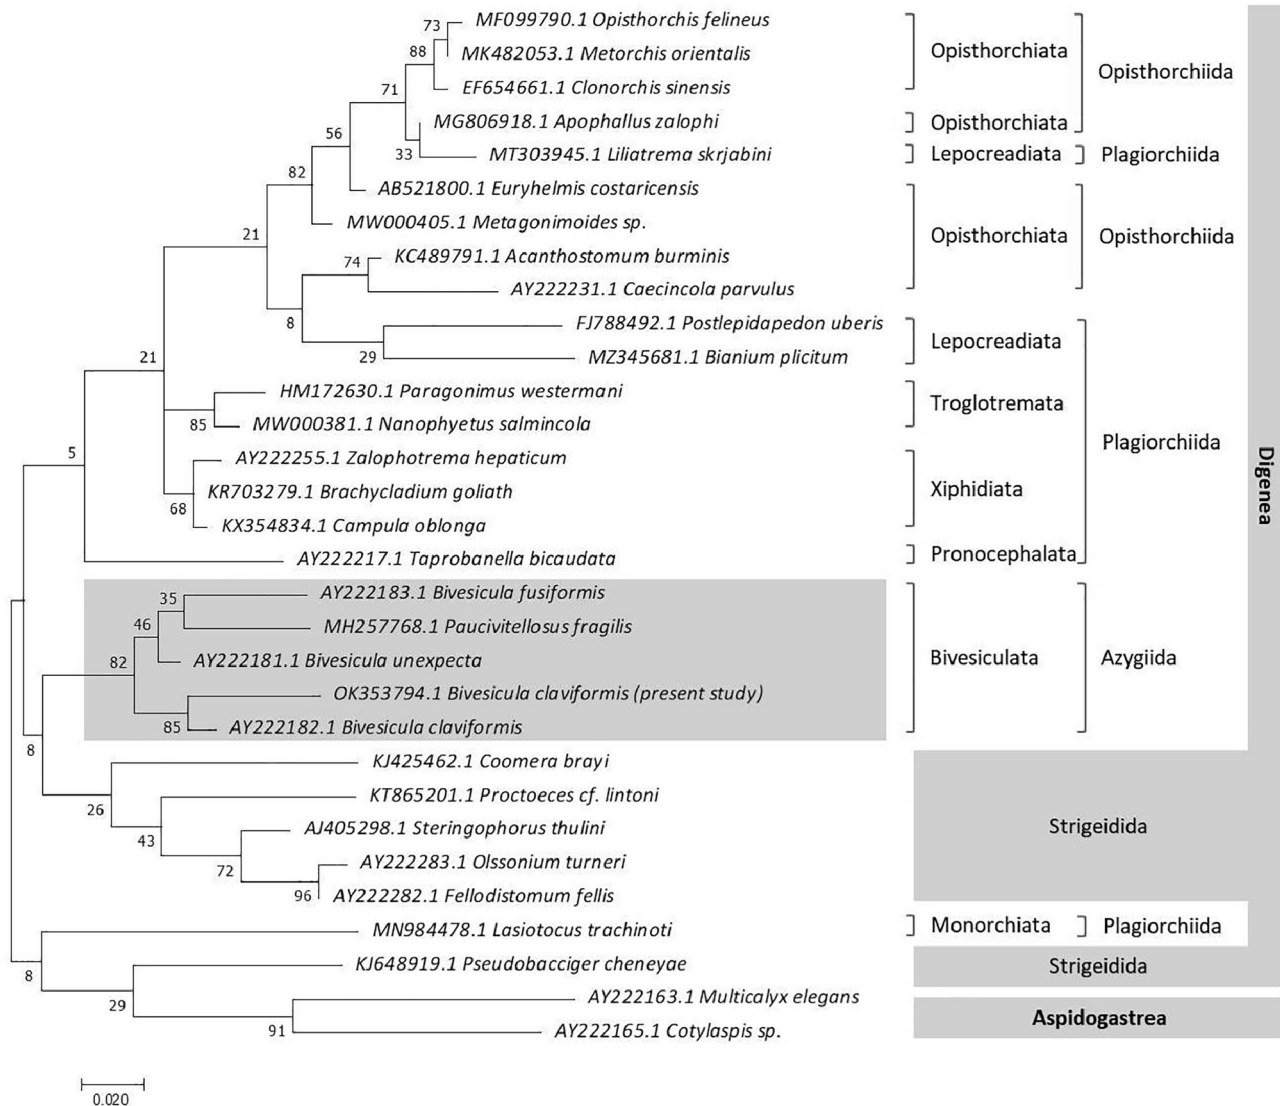 73 MF099790.1 Opisthorchis felineus
88 MK482053.1 Metorchis orientalis Opisthorchiata
Opisthorchiida
71 EF654661.1 Clonorchis sinensis
MG806918.1 Apophallus zalophi Opisthorchiata
56
33 MT303945.1 Liliatrema skrjabini Lepocreadiata Plagiorchiida
82
AB521800.1 Euryhelmis costaricensis
MW000405.1 Metagonimoides sp.
21 Opisthorchiata Opisthorchiida
74 KC489791.1 Acanthostomum burminis
AY222231.1 Caecincola parvulus
8 FJ788492.1 Postlepidapedon uberis
Lepocreadiata
21 29 MZ345681.1 Bianium plicitum
HM172630.1 Paragonimus westermani
Troglotremata
85 MW000381.1 Nanophyetus salmincola
Plagiorchiida
5 AY222255.1 Zalophotrema hepaticum
KR703279.1 Brachycladium goliath Xiphidiata
68
KX354834.1 Campula oblonga
AY222217.1 Taprobanella bicaudata Pronocephalata
Digenea
35 AY222183.1 Bivesicula fusiformis
46 MH257768.1 Paucivitellosus fragilis
82 AY222181.1 Bivesicula unexpecta Bivesiculata Azygiida
OK353794.1 Bivesicula claviformis (present study)
85 AY222182.1 Bivesicula claviformis
8
KJ425462.1 Coomera brayi
26 KT865201.1 Proctoeces cf. lintoni
43 AJ405298.1 Steringophorus thulini Strigeidida
72 AY222283.1 Olssonium turneri
96 AY222282.1 Fellodistomum fellis
MN984478.1 Lasiotocus trachinoti Monorchiata Plagiorchiida
8 KJ648919.1 Pseudobacciger cheneyae Strigeidida
29 AY222163.1 Multicalyx elegans
Aspidogastrea
91 AY222165.1 Cotylaspis sp.
0.020